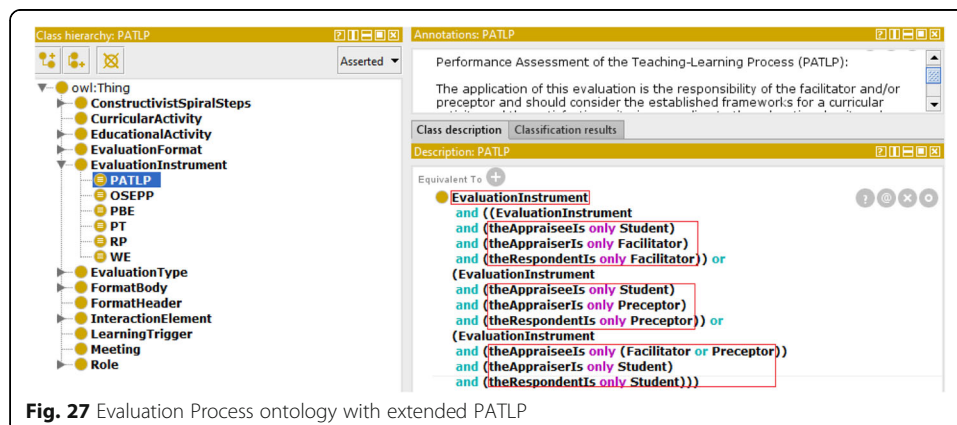 Class hierarchy: PATLP
Asserted
owl:Thing
ConstructivistSpiralSteps
CurricularActivity
EducationalActivity
EvaluationFormat
EvaluationInstrument
PATLP
OSEPP
PBE
PT
RP
WE
EvaluationType
FormatBody
FormatHeader
InteractionElement
LearningTrigger
Meeting
Role
Annotations: PATLP
Performance Assessment of the Teaching-Learning Process (PATLP):
The application of this evaluation is the responsibility of the facilitator and/or
preceptor and should consider the established frameworks for a curricular
Class description Classification results
Description: PATLP
Equivalent To
EvaluationInstrument
and ((EvaluationInstrument
and (theAppraiseeIs only Student)
and (theAppraiserIs only Facilitator)
and (theRespondentIs only Facilitator)) or
(EvaluationInstrument
and (theAppraiseeIs only Student)
and (theAppraiserIs only Preceptor)
and (theRespondentIs only Preceptor)) or
(EvaluationInstrument
and (theAppraiseeIs only (Facilitator or Preceptor))
and (theAppraiserIs only Student)
and (theRespondentIs only Student)))
Fig. 27 Evaluation Process ontology with extended PATLP